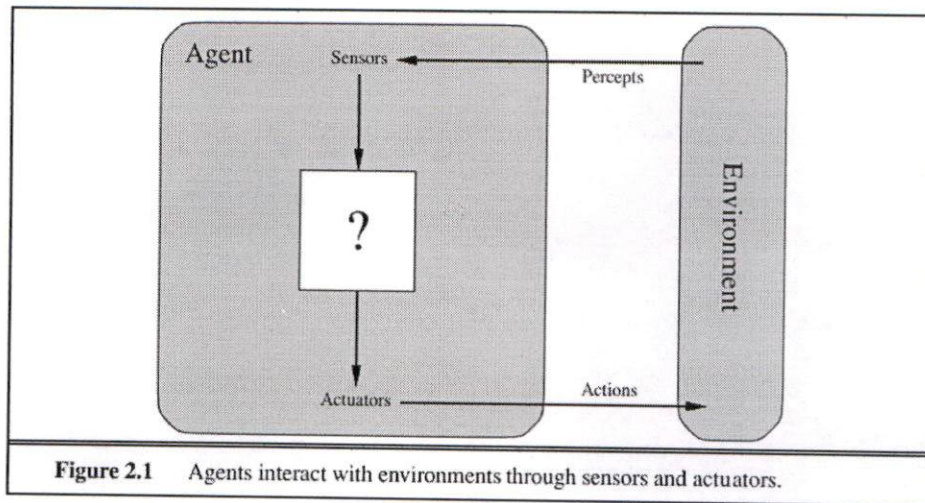 Agent
Sensors
Percepts
?
Environment
Actuators
Actions
Figure 2.1 Agents interact with environments through sensors and actuators.